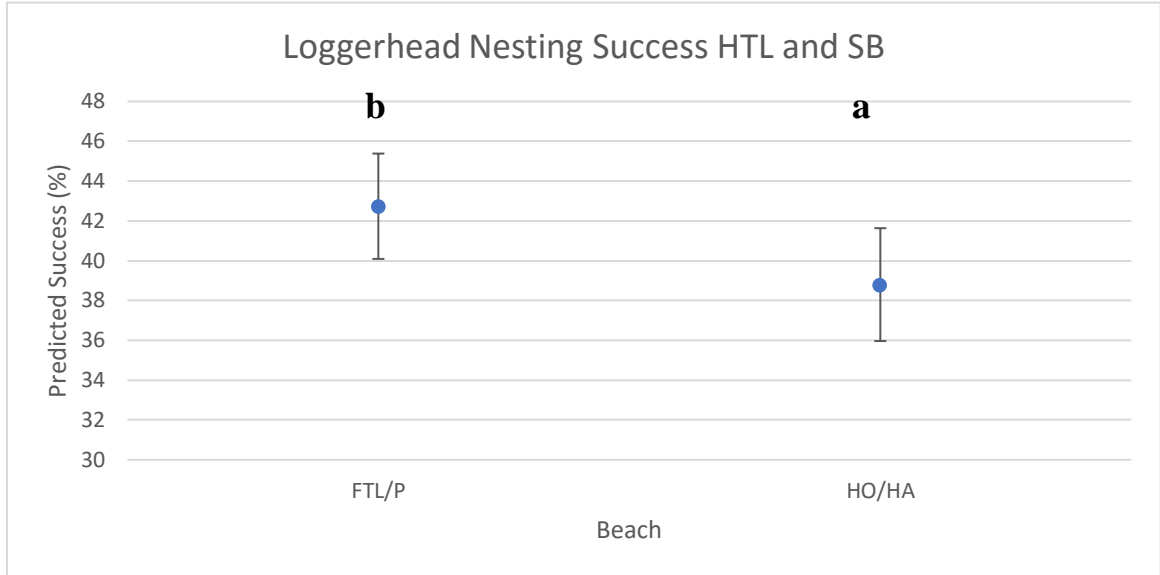 Loggerhead Nesting Success HTL and SB
b a
48
46
44
42
40
38
36
34
32
30
Predicted Success (%)
FTL/P HO/HA
Beach